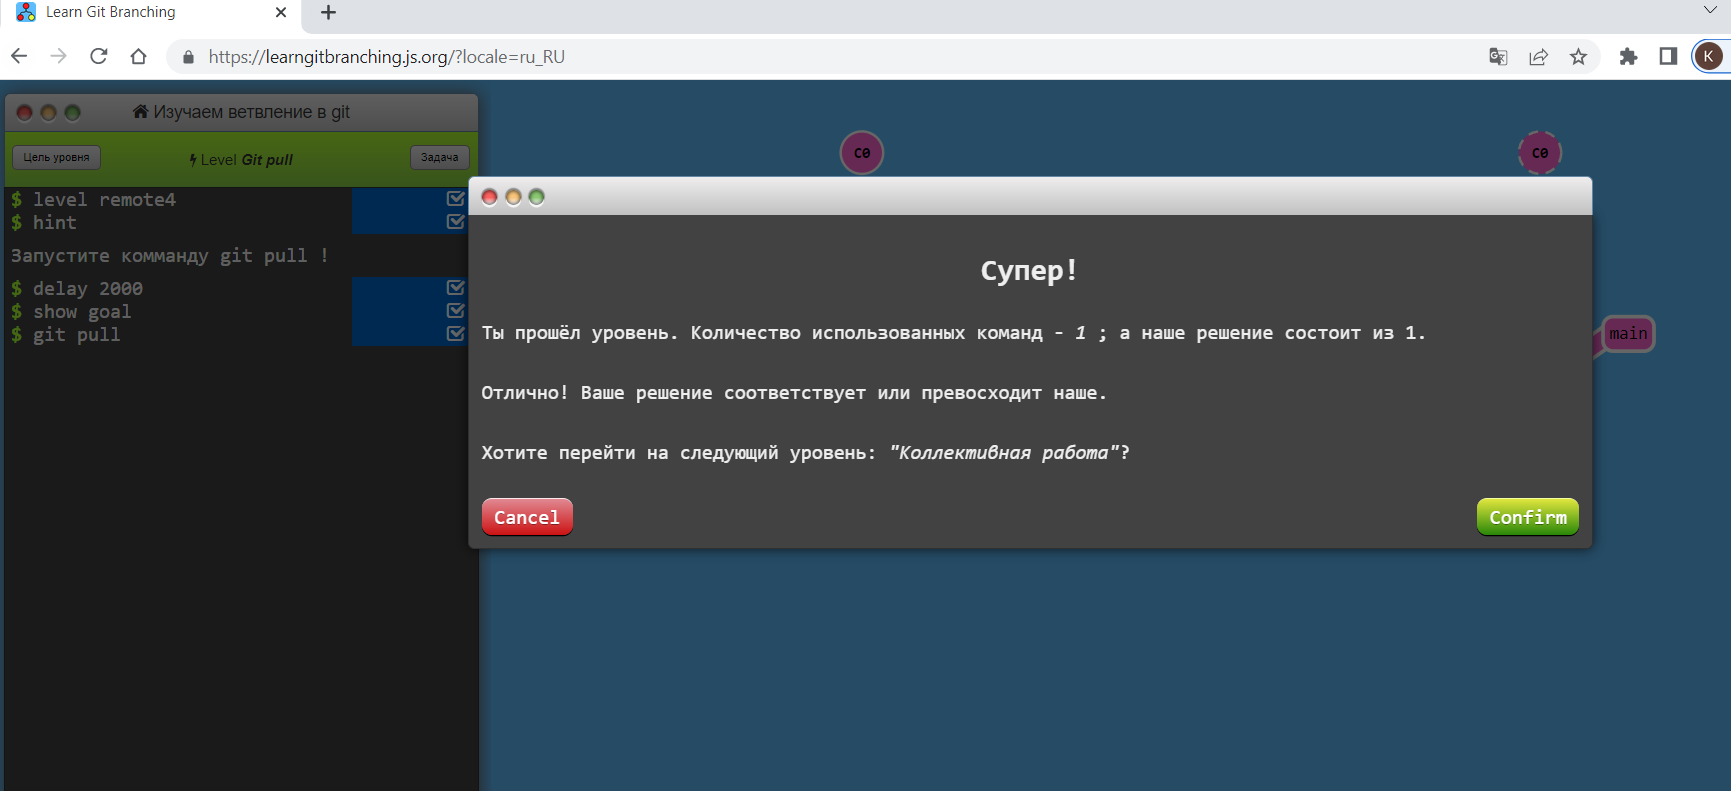 Learn Git Branching
https://learngitbranching.js.org/?locale=ru_RU
K
Изучаем ветвление в git
Цель уровня
Level Git pull
Задача
$ level remote4
$ hint
Запустите комманду git pull !
$ delay 2000
$ show goal
$ git pull
C0
C0
main
Супер!
Ты прошёл уровень. Количество использованных команд - 1 ; а наше решение состоит из 1.
Отлично! Ваше решение соответствует или превосходит наше.
Хотите перейти на следующий уровень: "Коллективная работа"?
Cancel
Confirm